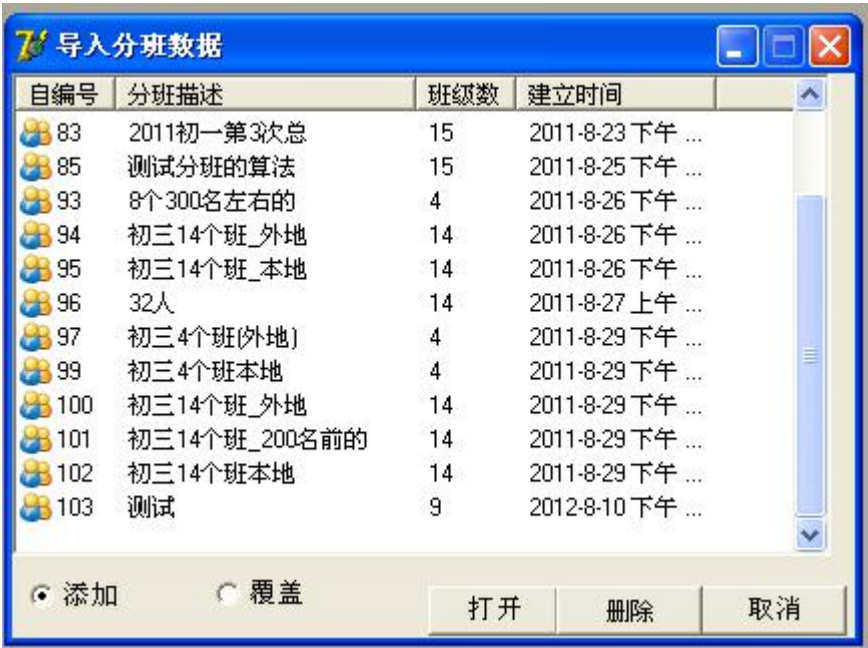 导入分班数据
自编号 分班描述 班级数 建立时间
83 2011初一第3次总 15 2011-8-23 下午 ...
85 测试分班的算法 15 2011-8-25 下午 ...
93 8个300名左右的 4 2011-8-26 下午 ...
94 初三14个班_外地 14 2011-8-26 下午 ...
95 初三14个班_本地 14 2011-8-26 下午 ...
96 32人 14 2011-8-27 上午 ...
97 初三4个班(外地) 4 2011-8-29 下午 ...
99 初三4个班本地 4 2011-8-29 下午 ...
100 初三14个班_外地 14 2011-8-29 下午 ...
101 初三14个班_200名前的 14 2011-8-29 下午 ...
102 初三14个班本地 14 2011-8-29 下午 ...
103 测试 9 2012-8-10 下午 ...
添加 覆盖 打开 删除 取消